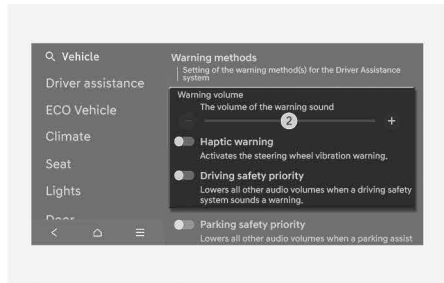 Vehicle
Driver assistance
ECO Vehicle
Climate
Seat
Lights
Door
Warning methods
Setting of the warning method(s) for the Driver Assistance
system
Warning volume
The volume of the warning sound
− 2 +
Haptic warning
Activates the steering wheel vibration warning.
Driving safety priority
Lowers all other audio volumes when a driving safety
system sounds a warning.
Parking safety priority
Lowers all other audio volumes when a parking assist